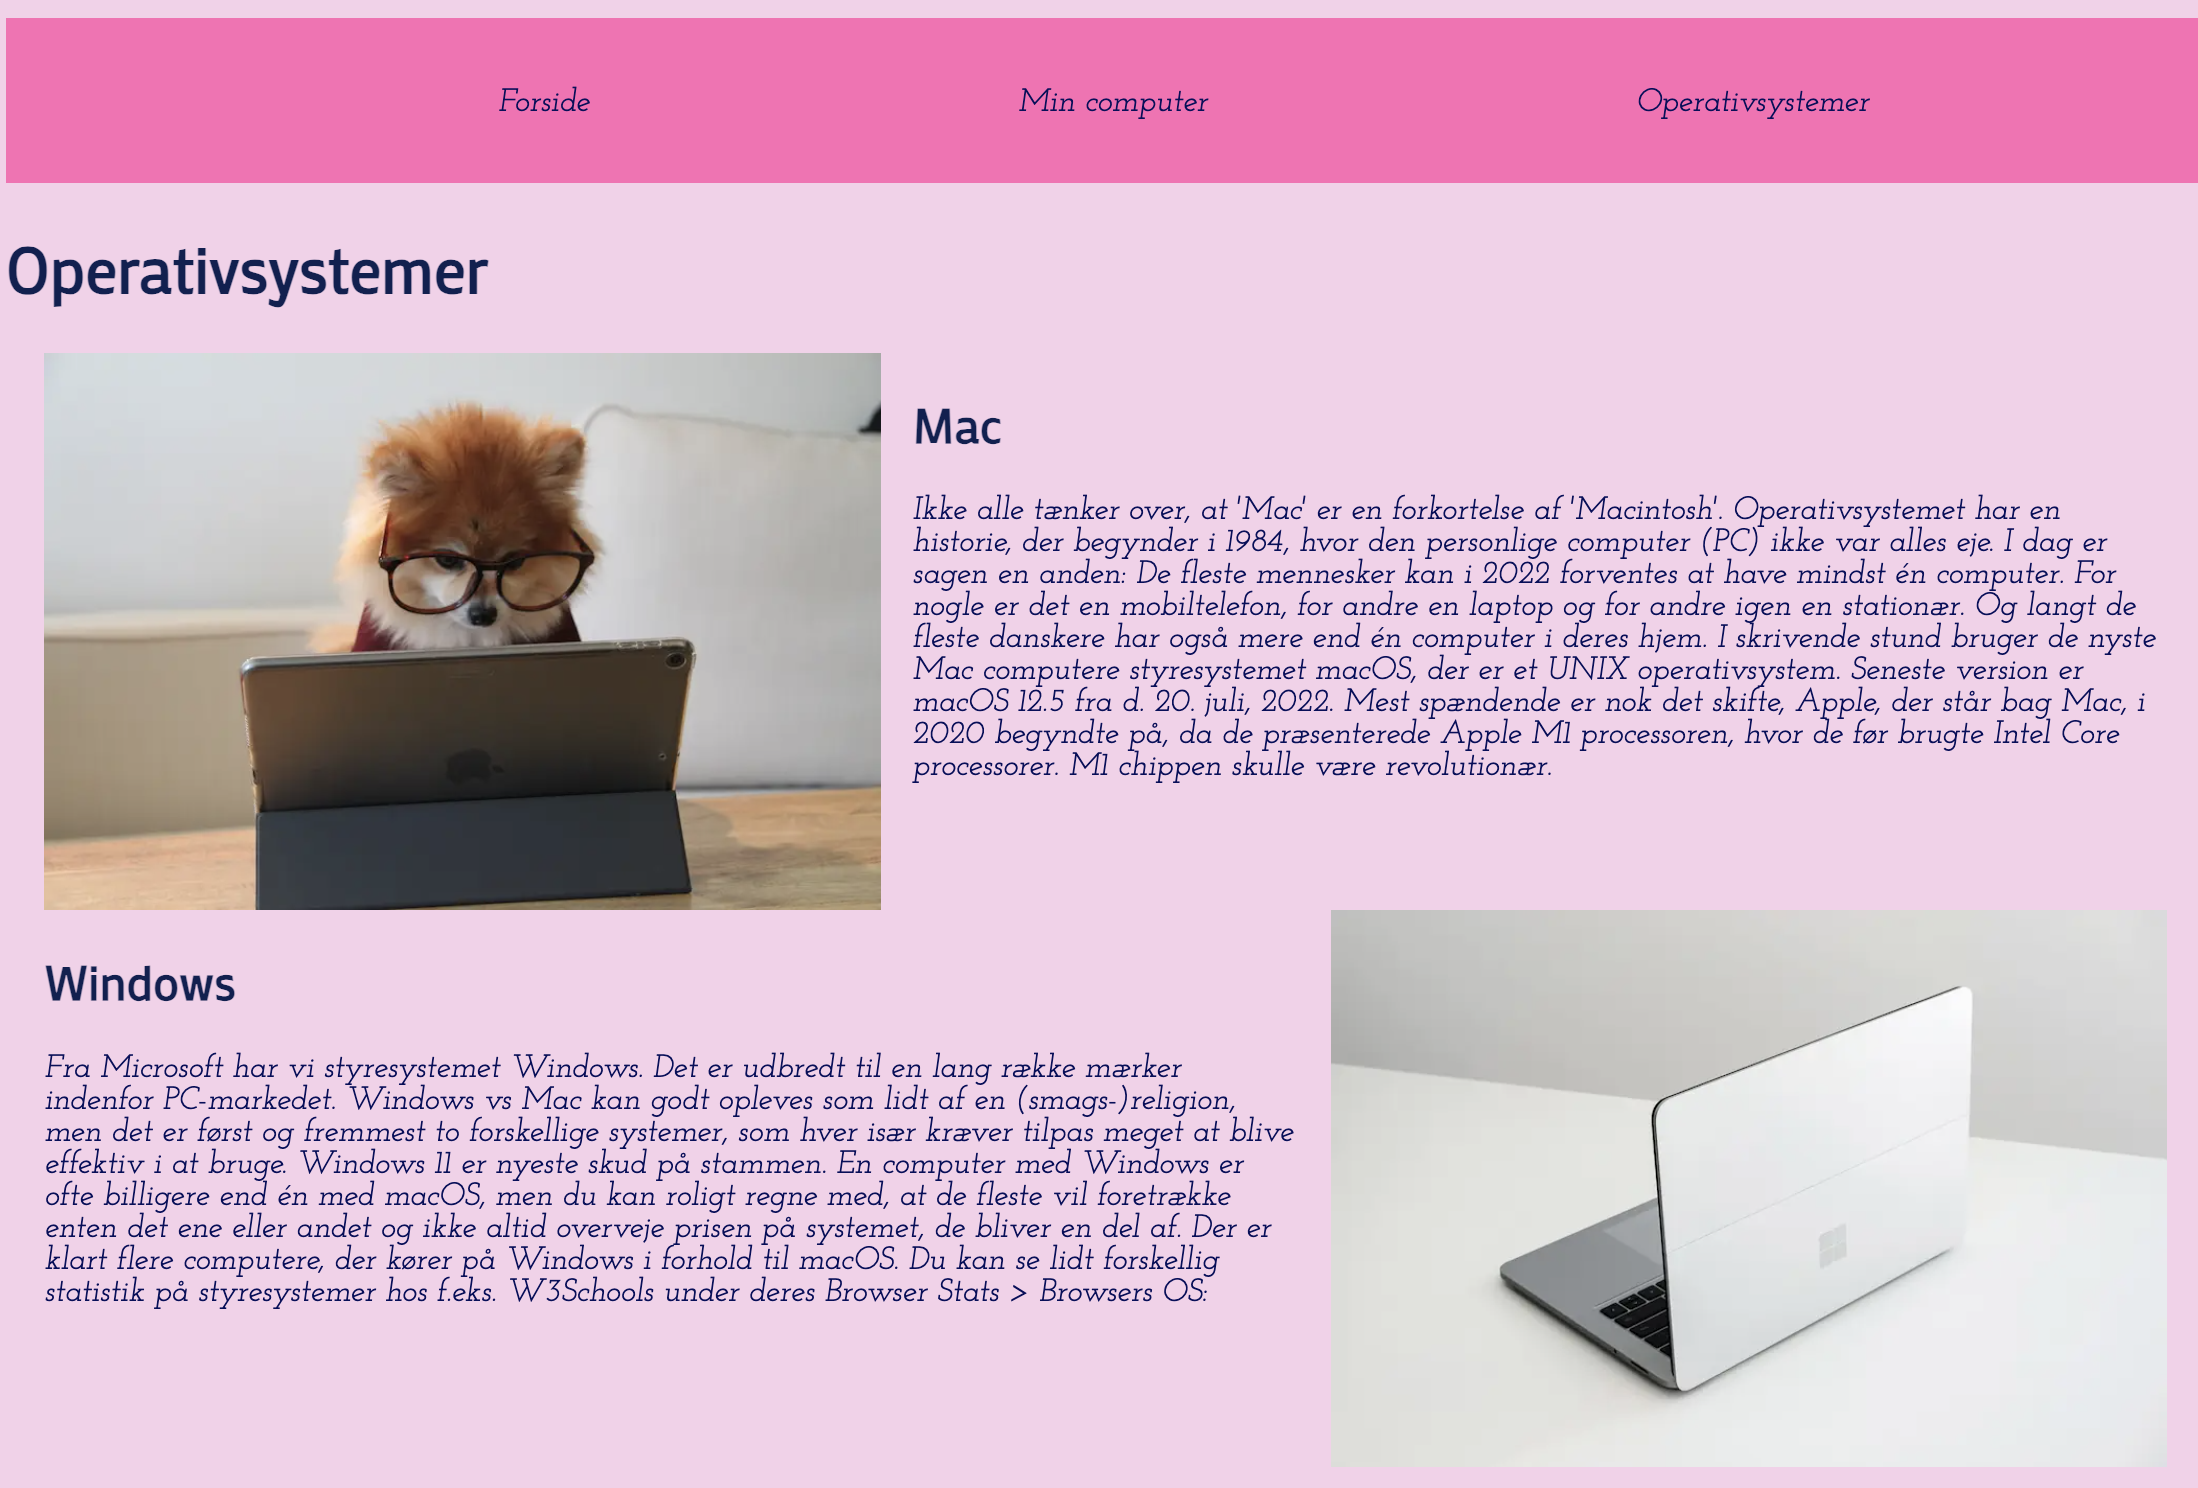 Forside
Min computer
Operativsystemer
Operativsystemer
Mac
Ikke alle tænker over, at 'Mac' er en forkortelse af 'Macintosh'. Operativsystemet har en
historie, der begynder i 1984, hvor den personlige computer (PC) ikke var alles eje. I dag er
sagen en anden: De fleste mennesker kan i 2022 forventes at have mindst én computer. For
nogle er det en mobiltelefon, for andre en laptop og for andre igen en stationær. Og langt de
fleste danskere har også mere end én computer i deres hjem. I skrivende stund bruger de nyste
Mac computere styresystemet macOS, der er et UNIX operativsystem. Seneste version er
macOS 12.5 fra d. 20. juli, 2022. Mest spændende er nok det skifte, Apple, der står bag Mac, i
2020 begyndte på, da de præsenterede Apple M1 processoren, hvor de før brugte Intel Core
processorer. M1 chippen skulle være revolutionær.
Windows
Fra Microsoft har vi styresystemet Windows. Det er udbredt til en lang række mærker
indenfor PC-markedet. Windows vs Mac kan godt opleves som lidt af en (smags-)religion,
men det er først og fremmest to forskellige systemer, som hver især kræver tilpas meget at blive
effektiv i at bruge. Windows 11 er nyeste skud på stammen. En computer med Windows er
ofte billigere end én med macOS, men du kan roligt regne med, at de fleste vil foretrække
enten det ene eller andet og ikke altid overveje prisen på systemet, de bliver en del af. Der er
klart flere computere, der kører på Windows i forhold til macOS. Du kan se lidt forskellig
statistik på styresystemer hos f.eks. W3Schools under deres Browser Stats > Browsers OS: